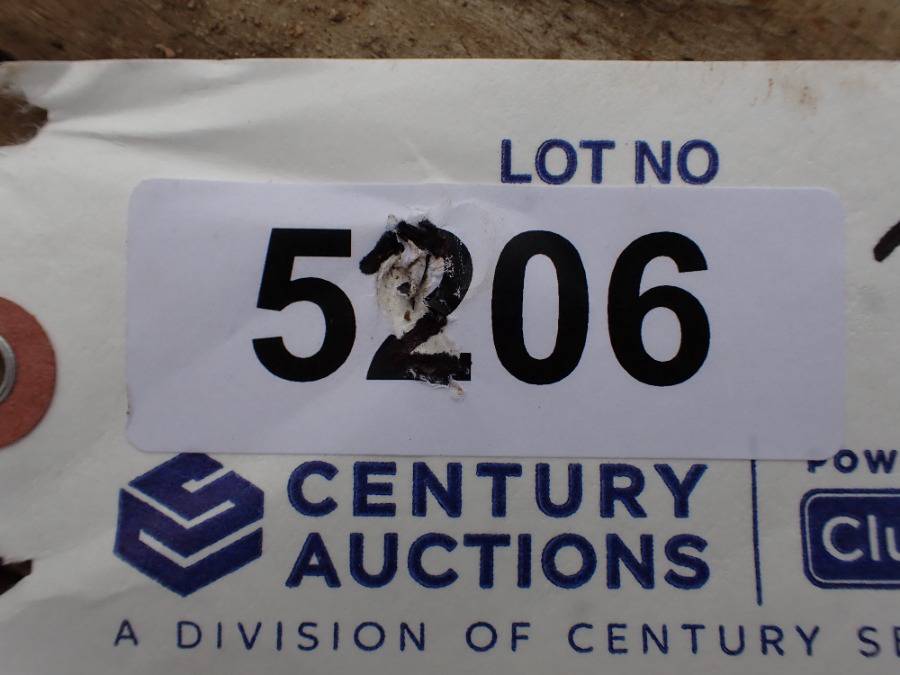 LOT NO
5206
CENTURY
AUCTIONS
A DIVISION OF CENTURY